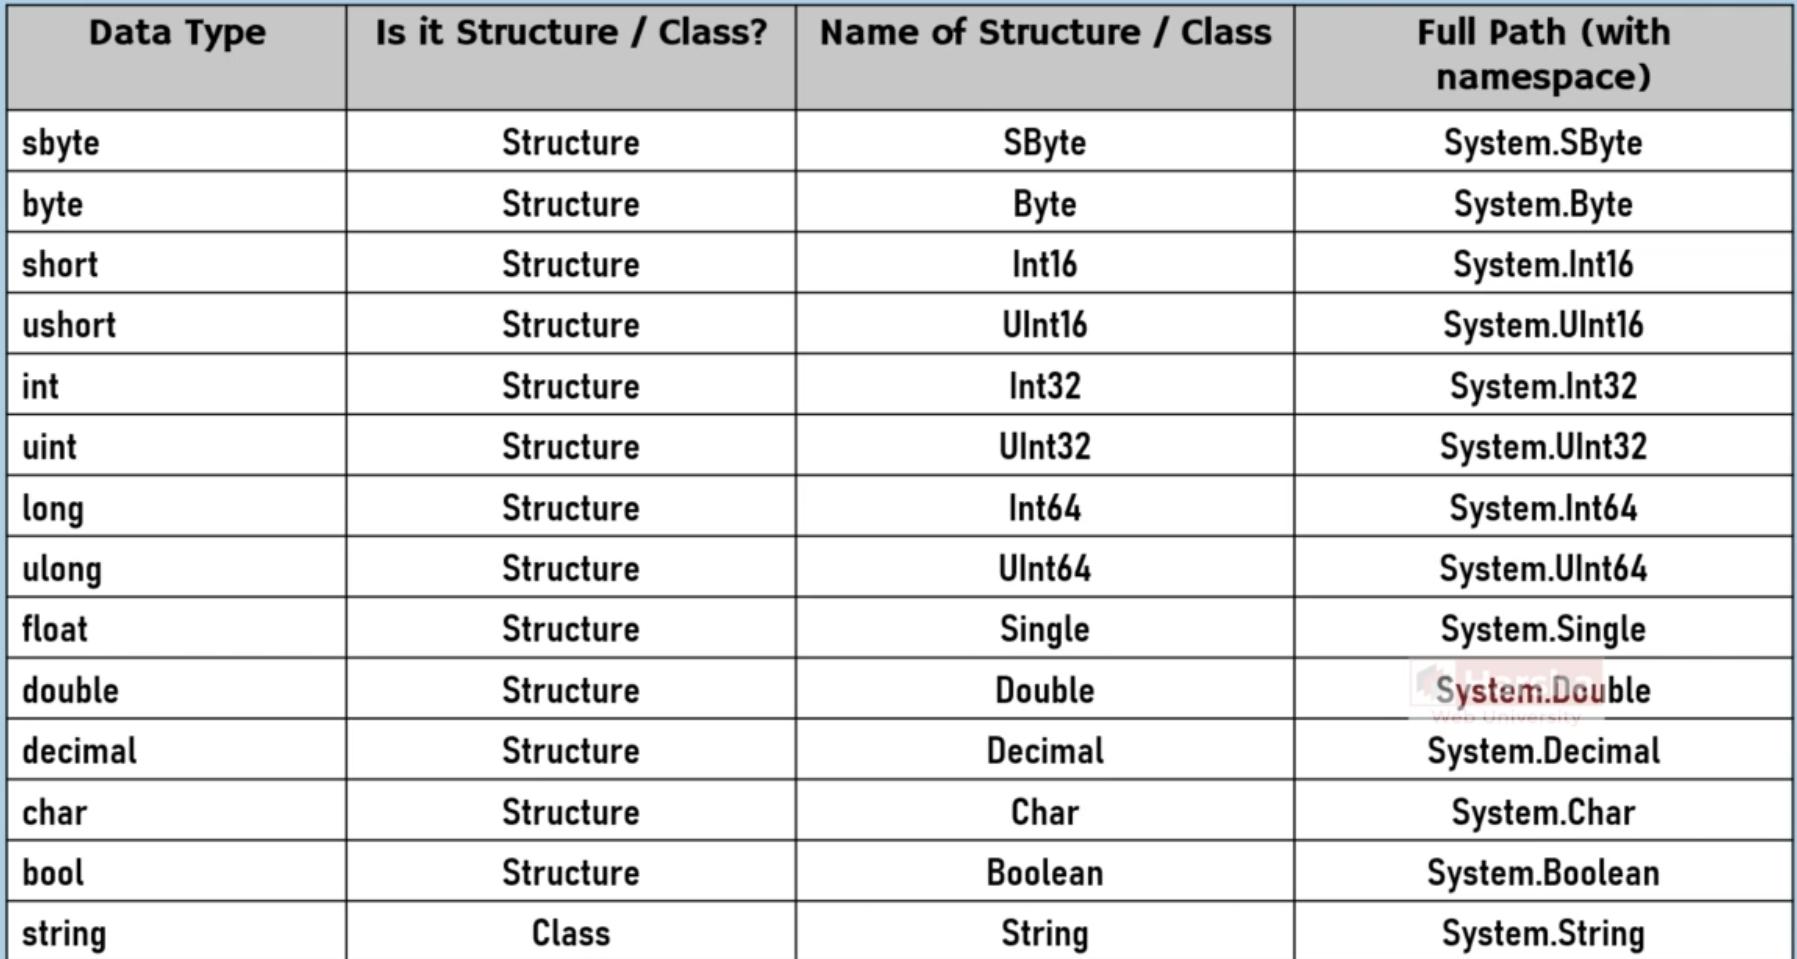 Data Type Is it Structure / Class? Name of Structure / Class Full Path (with
namespace)
sbyte Structure SByte System.SByte
byte Structure Byte System.Byte
short Structure Int16 System.Int16
ushort Structure UInt16 System.UInt16
int Structure Int32 System.Int32
uint Structure UInt32 System.UInt32
long Structure Int64 System.Int64
ulong Structure UInt64 System.UInt64
float Structure Single System.Single
double Structure Double System.Double
Harsha
Web University
decimal Structure Decimal System.Decimal
char Structure Char System.Char
bool Structure Boolean System.Boolean
string Class String System.String